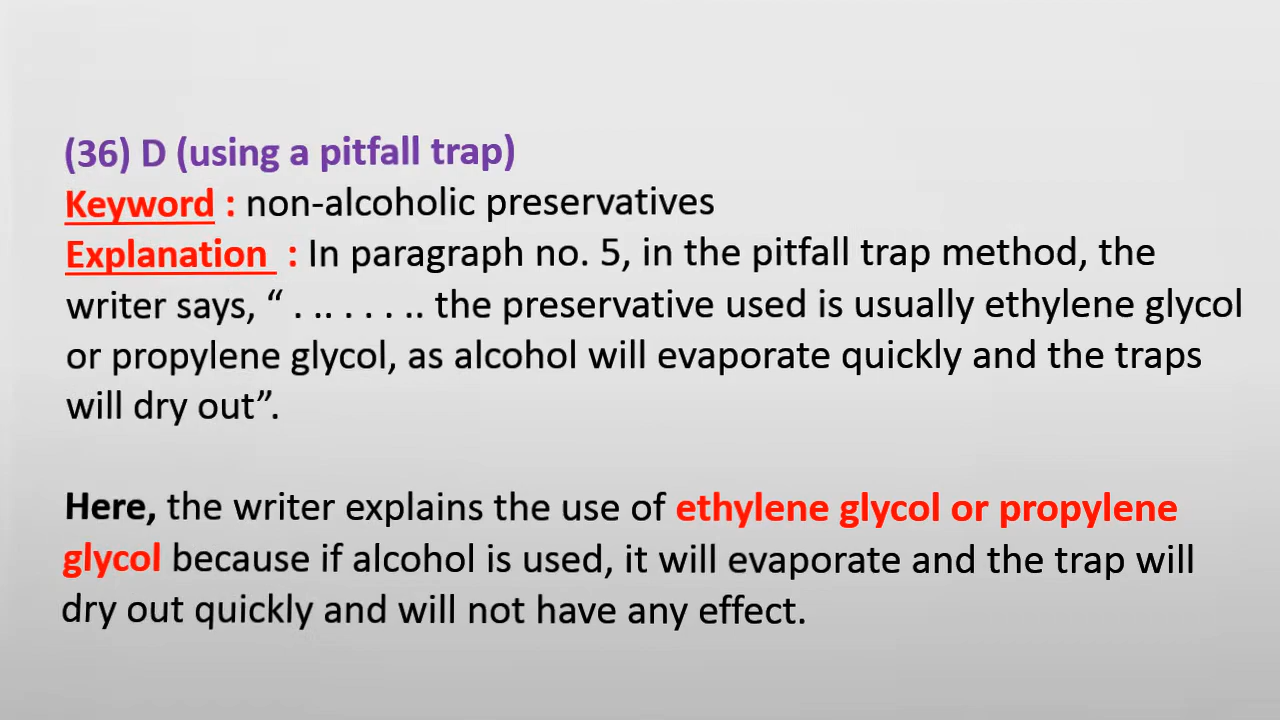 (36) D (using a pitfall trap)
Keyword : non-alcoholic preservatives
Explanation : In paragraph no. 5, in the pitfall trap method, the
writer says, “ . .. . . . . .. the preservative used is usually ethylene glycol
or propylene glycol, as alcohol will evaporate quickly and the traps
will dry out”.
Here, the writer explains the use of ethylene glycol or propylene
glycol because if alcohol is used, it will evaporate and the trap will
dry out quickly and will not have any effect.